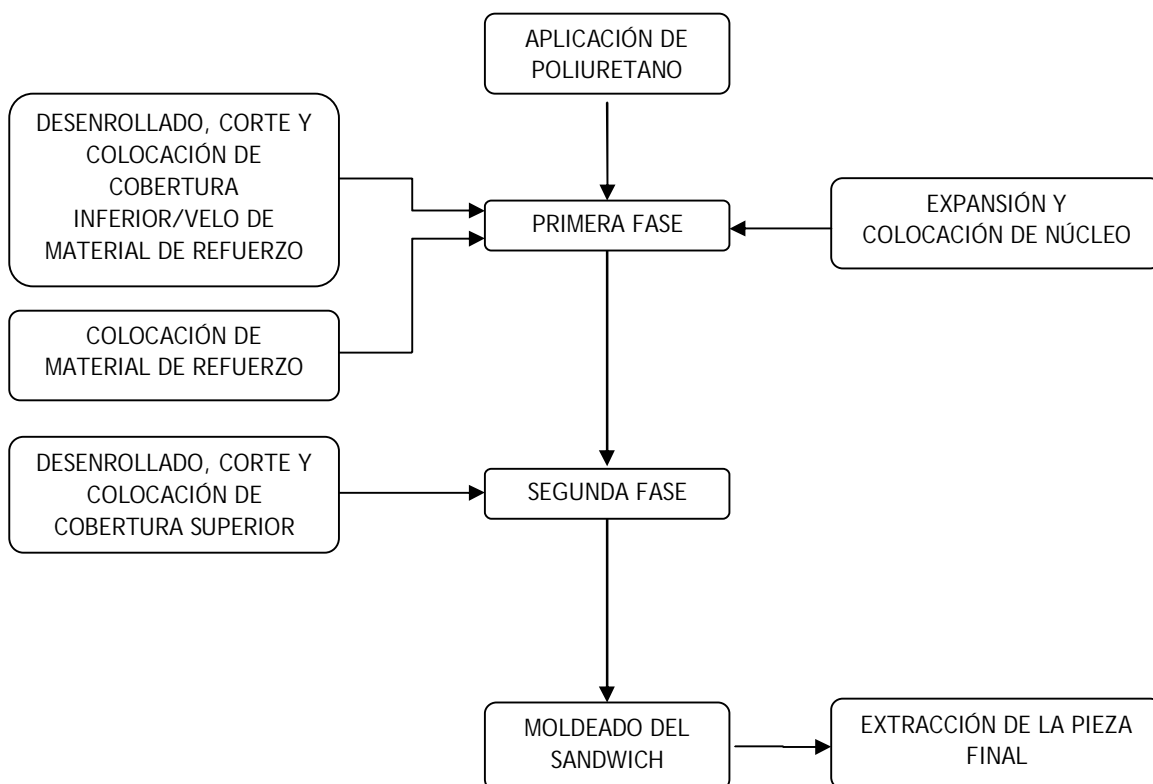 APLICACIÓN DE
POLIURETANO
DESENROLLADO, CORTE Y
COLOCACIÓN DE
COBERTURA
INFERIOR/VELO DE
MATERIAL DE REFUERZO
PRIMERA FASE
EXPANSIÓN Y
COLOCACIÓN DE NÚCLEO
COLOCACIÓN DE
MATERIAL DE REFUERZO
DESENROLLADO, CORTE Y
COLOCACIÓN DE
COBERTURA SUPERIOR
SEGUNDA FASE
MOLDEADO DEL
SANDWICH
EXTRACCIÓN DE LA PIEZA
FINAL